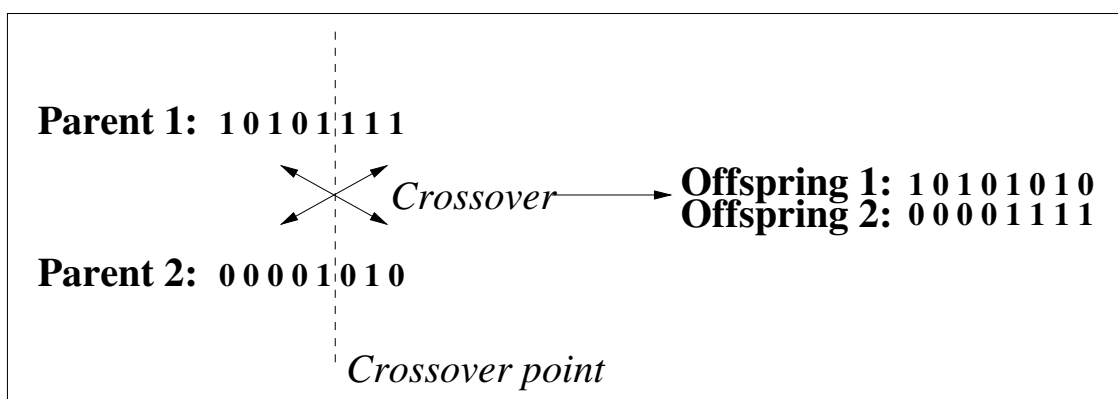 Parent 1: 1 0 1 0 1 1 1 1
Crossover
Offspring 1: 1 0 1 0 1 0 1 0
Offspring 2: 0 0 0 0 1 1 1 1
Parent 2: 0 0 0 0 1 0 1 0
Crossover point